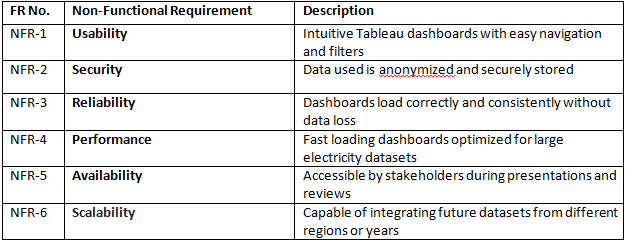 FR No. Non-Functional Requirement Description
NFR-1 Usability Intuitive Tableau dashboards with easy navigation
and filters
NFR-2 Security Data used is anonymized and securely stored
NFR-3 Reliability Dashboards load correctly and consistently without
data loss
NFR-4 Performance Fast loading dashboards optimized for large
electricity datasets
NFR-5 Availability Accessible by stakeholders during presentations and
reviews
NFR-6 Scalability Capable of integrating future datasets from different
regions or years